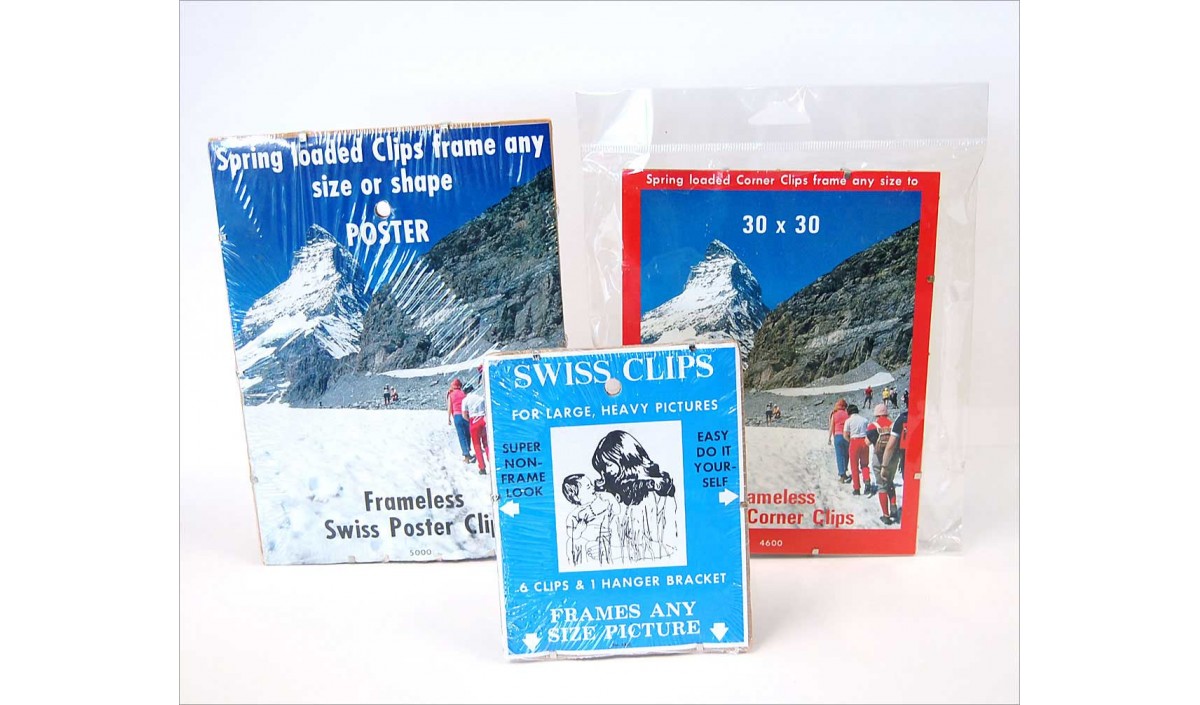 Spring loaded Clips frame any
size or shape
POSTER
Frameless
Swiss Poster
5000
Spring loaded Corner Clips frame any size to
30 x 30
Corner Clips
4600
SWISS CLIPS
FOR LARGE, HEAVY PICTURES
SUPER
NON-
FRAME
LOOK
EASY
DO IT
YOUR-
SELF
6 CLIPS & 1 HANGER BRACKET
FRAMES ANY
SIZE PICTURE